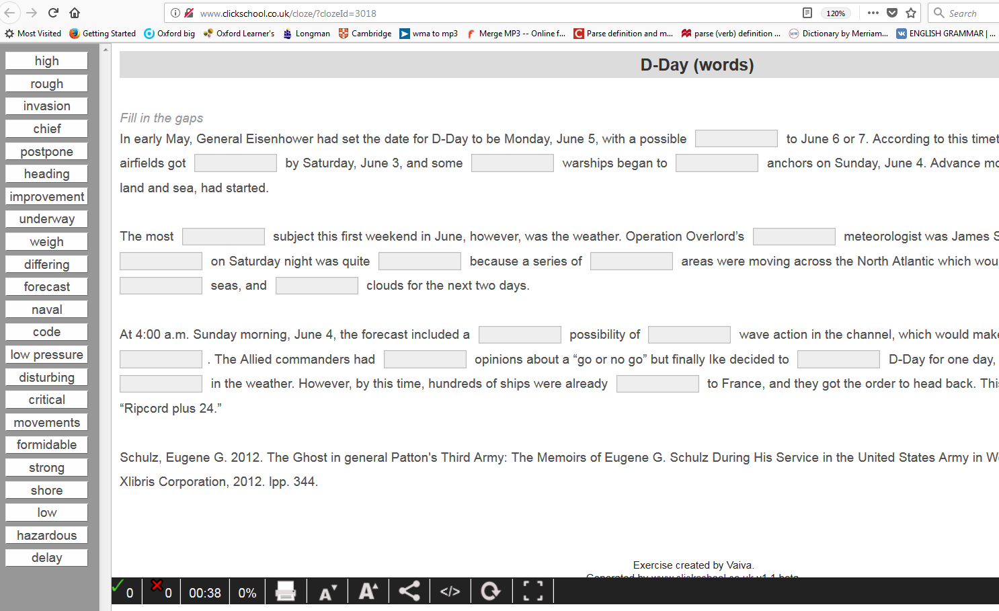 www.clickschool.co.uk/cloze/?clozeId=3018 120% Search
Most Visited Getting Started Oxford big Oxford Learner's Longman Cambridge wma to mp3 Merge MP3 -- Online f... Parse definition and m... parse (verb) definition ... Dictionary by Merriam... ENGLISH GRAMMAR | ...
high
rough
invasion
chief
postpone
heading
improvement
underway
weigh
differing
forecast
naval
code
low pressure
disturbing
critical
movements
formidable
strong
shore
low
hazardous
delay
D-Day (words)
Fill in the gaps
In early May, General Eisenhower had set the date for D-Day to be Monday, June 5, with a possible to June 6 or 7. According to this timet
airfields got by Saturday, June 3, and some warships began to anchors on Sunday, June 4. Advance mo
land and sea, had started.
The most subject this first weekend in June, however, was the weather. Operation Overlord's meteorologist was James S
on Saturday night was quite because a series of areas were moving across the North Atlantic which wou
seas, and clouds for the next two days.
At 4:00 a.m. Sunday morning, June 4, the forecast included a possibility of wave action in the channel, which would make
. The Allied commanders had opinions about a “go or no go” but finally Ike decided to D-Day for one day,
in the weather. However, by this time, hundreds of ships were already to France, and they got the order to head back. This
“Ripcord plus 24.”
Schulz, Eugene G. 2012. The Ghost in general Patton's Third Army: The Memoirs of Eugene G. Schulz During His Service in the United States Army in W
Xlibris Corporation, 2012. lpp. 344.
Exercise created by Vaiva.
Generated by www.clickschool.co.uk v1.1 beta
0 0 00:38 0% A A </>